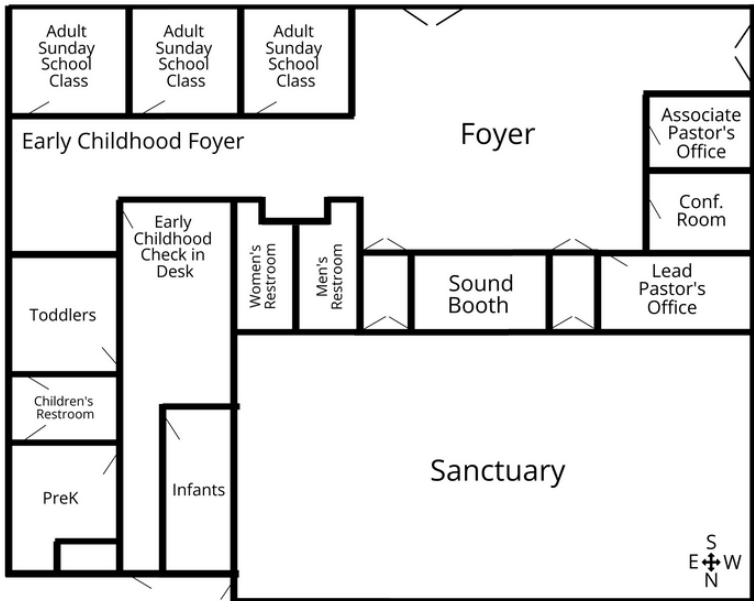 Adult
Sunday
School
Class
Adult
Sunday
School
Class
Adult
Sunday
School
Class
Early Childhood Foyer
Foyer
Associate
Pastor's
Office
Conf.
Room
Early
Childhood
Check in
Desk
Women's
Restroom
Men's
Restroom
Sound
Booth
Lead
Pastor's
Office
Toddlers
Children's
Restroom
PreK
Infants
Sanctuary
S
E W
N